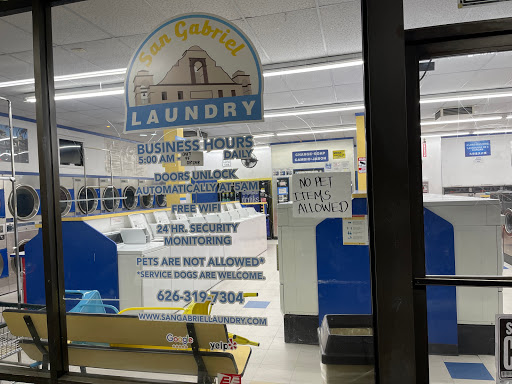 San Gabriel
LAUNDRY
BUSINESS HOURS
5:00 AM
DAILY
DOORS UNLOCK
AUTOMATICALLY AT 5AM
FREE WIFI
24 HR. SECURITY
MONITORING
PETS ARE NOT ALLOWED*
*SERVICE DOGS ARE WELCOME.
626-319-7304
WWW.SANGABRIELLAUNDRY.COM
Google
yelp
NO PET
ITEMS
ALLOWED